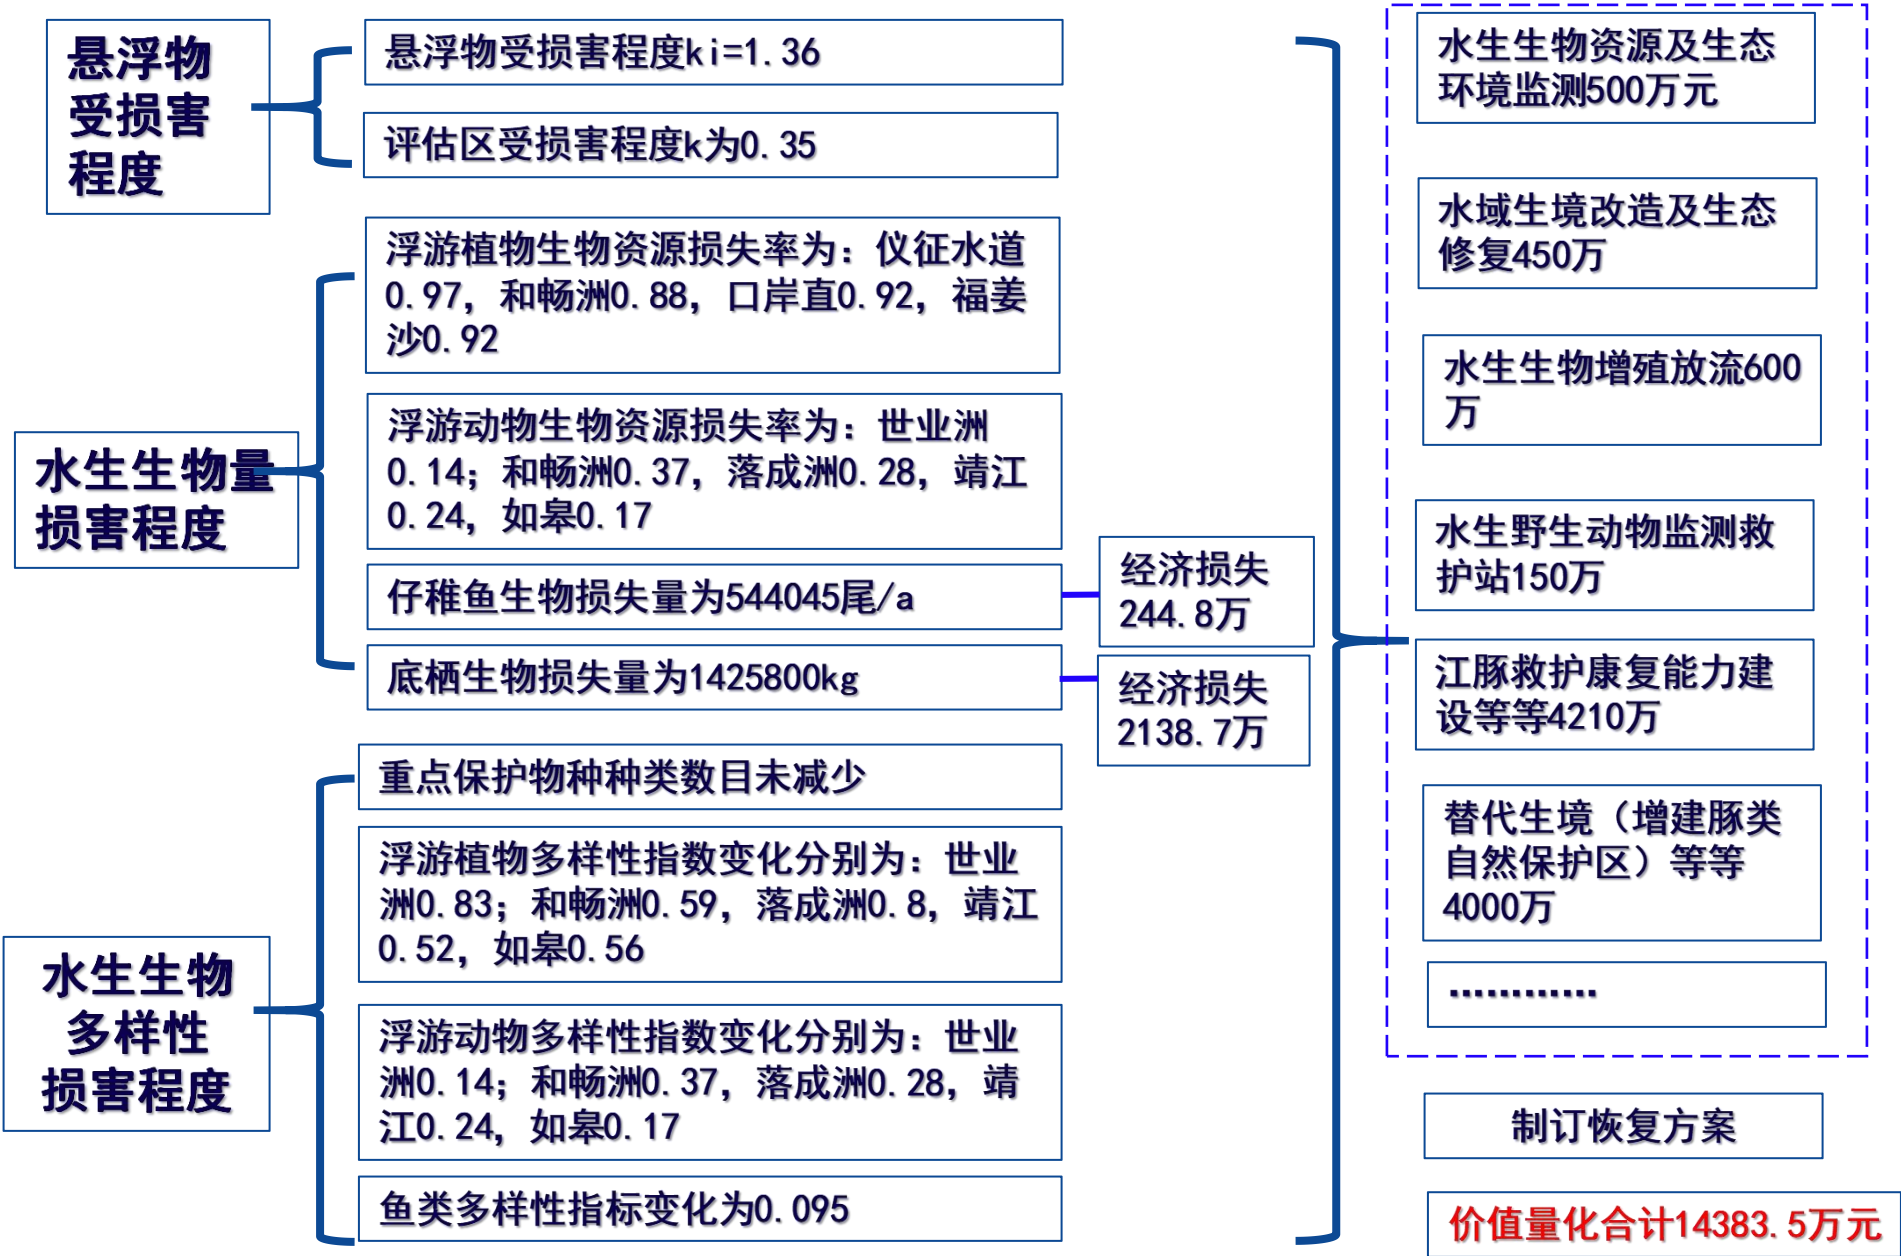 悬浮物
受损害
程度
悬浮物受损害程度ki=1.36
评估区受损害程度k为0.35
水生生物量
损害程度
浮游植物生物资源损失率为：仪征水道
0.97，和畅洲0.88，口岸直0.92，福姜
沙0.92
浮游动物生物资源损失率为：世业洲
0.14；和畅洲0.37，落成洲0.28，靖江
0.24，如皋0.17
仔稚鱼生物损失量为544045尾/a
经济损失
244.8万
底栖生物损失量为1425800kg
经济损失
2138.7万
水生生物
多样性
损害程度
重点保护物种种类数目未减少
浮游植物多样性指数变化分别为：世业
洲0.83；和畅洲0.59，落成洲0.8，靖江
0.52，如皋0.56
浮游动物多样性指数变化分别为：世业
洲0.14；和畅洲0.37，落成洲0.28，靖
江0.24，如皋0.17
鱼类多样性指标变化为0.095
水生生物资源及生态
环境监测500万元
水域生境改造及生态
修复450万
水生生物增殖放流600
万
水生野生动物监测救
护站150万
江豚救护康复能力建
设等等4210万
替代生境（增建豚类
自然保护区）等等
4000万
…………
制订恢复方案
价值量化合计14383.5万元